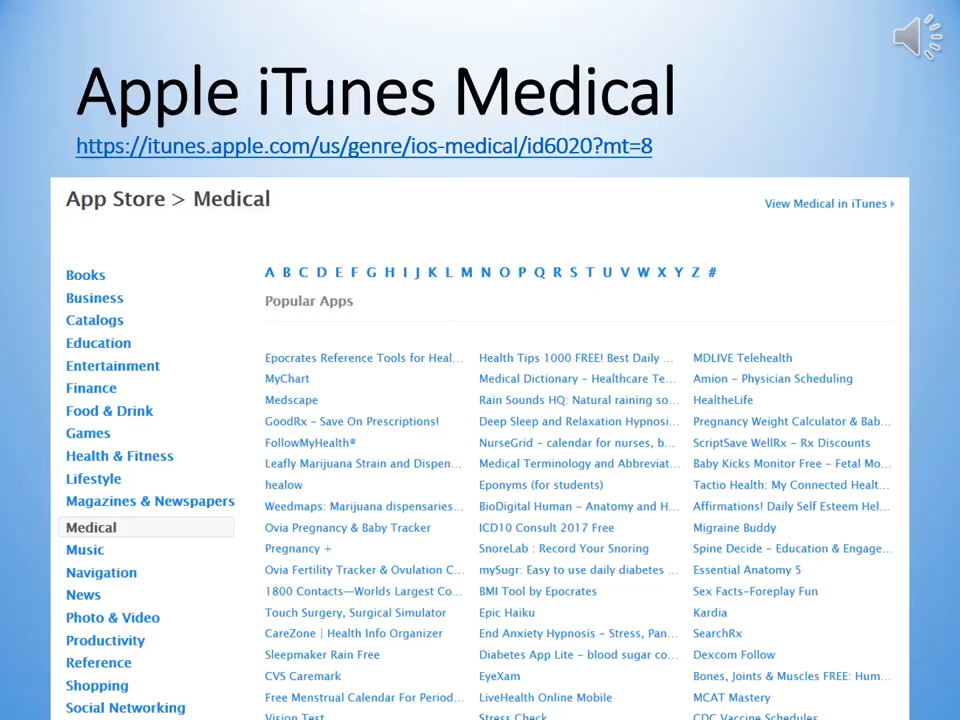 Apple iTunes Medical
https://itunes.apple.com/us/genre/ios-medical/id6020?mt=8
App Store > Medical
View Medical in iTunes
A B C D E F G H I J K L M N O P Q R S T U V W X Y Z #
Popular Apps
Books
Business
Catalogs
Education
Entertainment
Finance
Food & Drink
Games
Health & Fitness
Lifestyle
Magazines & Newspapers
Medical
Music
Navigation
News
Photo & Video
Productivity
Reference
Shopping
Social Networking
Epocrates Reference Tools for Heal...
MyChart
Medscape
GoodRx – Save On Prescriptions!
FollowMyHealth®
Leafly Marijuana Strain and Dispen...
healow
Weedmaps: Marijuana dispensaries...
Ovia Pregnancy & Baby Tracker
Pregnancy +
Ovia Fertility Tracker & Ovulation C...
1800 Contacts—Worlds Largest Co...
Touch Surgery, Surgical Simulator
CareZone | Health Info Organizer
Sleepmaker Rain Free
CVS Caremark
Free Menstrual Calendar For Period...
Vision Test
Health Tips 1000 FREE! Best Daily ...
Medical Dictionary – Healthcare Te...
Rain Sounds HQ: Natural raining so...
Deep Sleep and Relaxation Hypnosi...
NurseGrid – calendar for nurses, b...
Medical Terminology and Abbreviat...
Eponyms (for students)
BioDigital Human – Anatomy and H...
ICD10 Consult 2017 Free
SnoreLab : Record Your Snoring
mySugr: Easy to use daily diabetes ...
BMI Tool by Epocrates
Epic Haiku
End Anxiety Hypnosis – Stress, Pan...
Diabetes App Lite – blood sugar co...
EyeXam
LiveHealth Online Mobile
Stress Check
MDLIVE Telehealth
Amion – Physician Scheduling
HealtheLife
Pregnancy Weight Calculator & Bab...
ScriptSave WellRx – Rx Discounts
Baby Kicks Monitor Free – Fetal Mo...
Tactio Health: My Connected Healt...
Affirmations! Daily Self Esteem Hel...
Migraine Buddy
Spine Decide – Education & Engage...
Essential Anatomy 5
Sex Facts–Foreplay Fun
Kardia
SearchRx
Dexcom Follow
Bones, Joints & Muscles FREE: Hum...
MCAT Mastery
CDC Vaccine Schedules